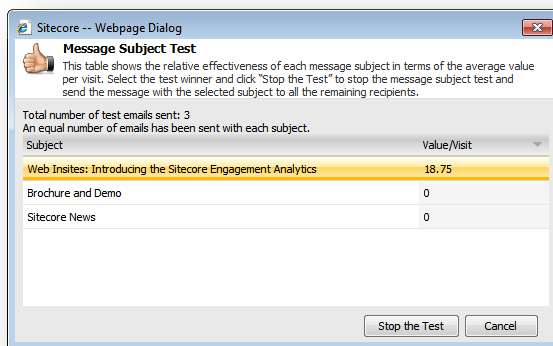 Sitecore -- Webpage Dialog
Message Subject Test
This table shows the relative effectiveness of each message subject in terms of the average value
per visit. Select the test winner and click “Stop the Test” to stop the message subject test and
send the message with the selected subject to all the remaining recipients.
Total number of test emails sent: 3
An equal number of emails has been sent with each subject.
Subject Value/Visit
Web Insites: Introducing the Sitecore Engagement Analytics 18.75
Brochure and Demo 0
Sitecore News 0
Stop the Test Cancel